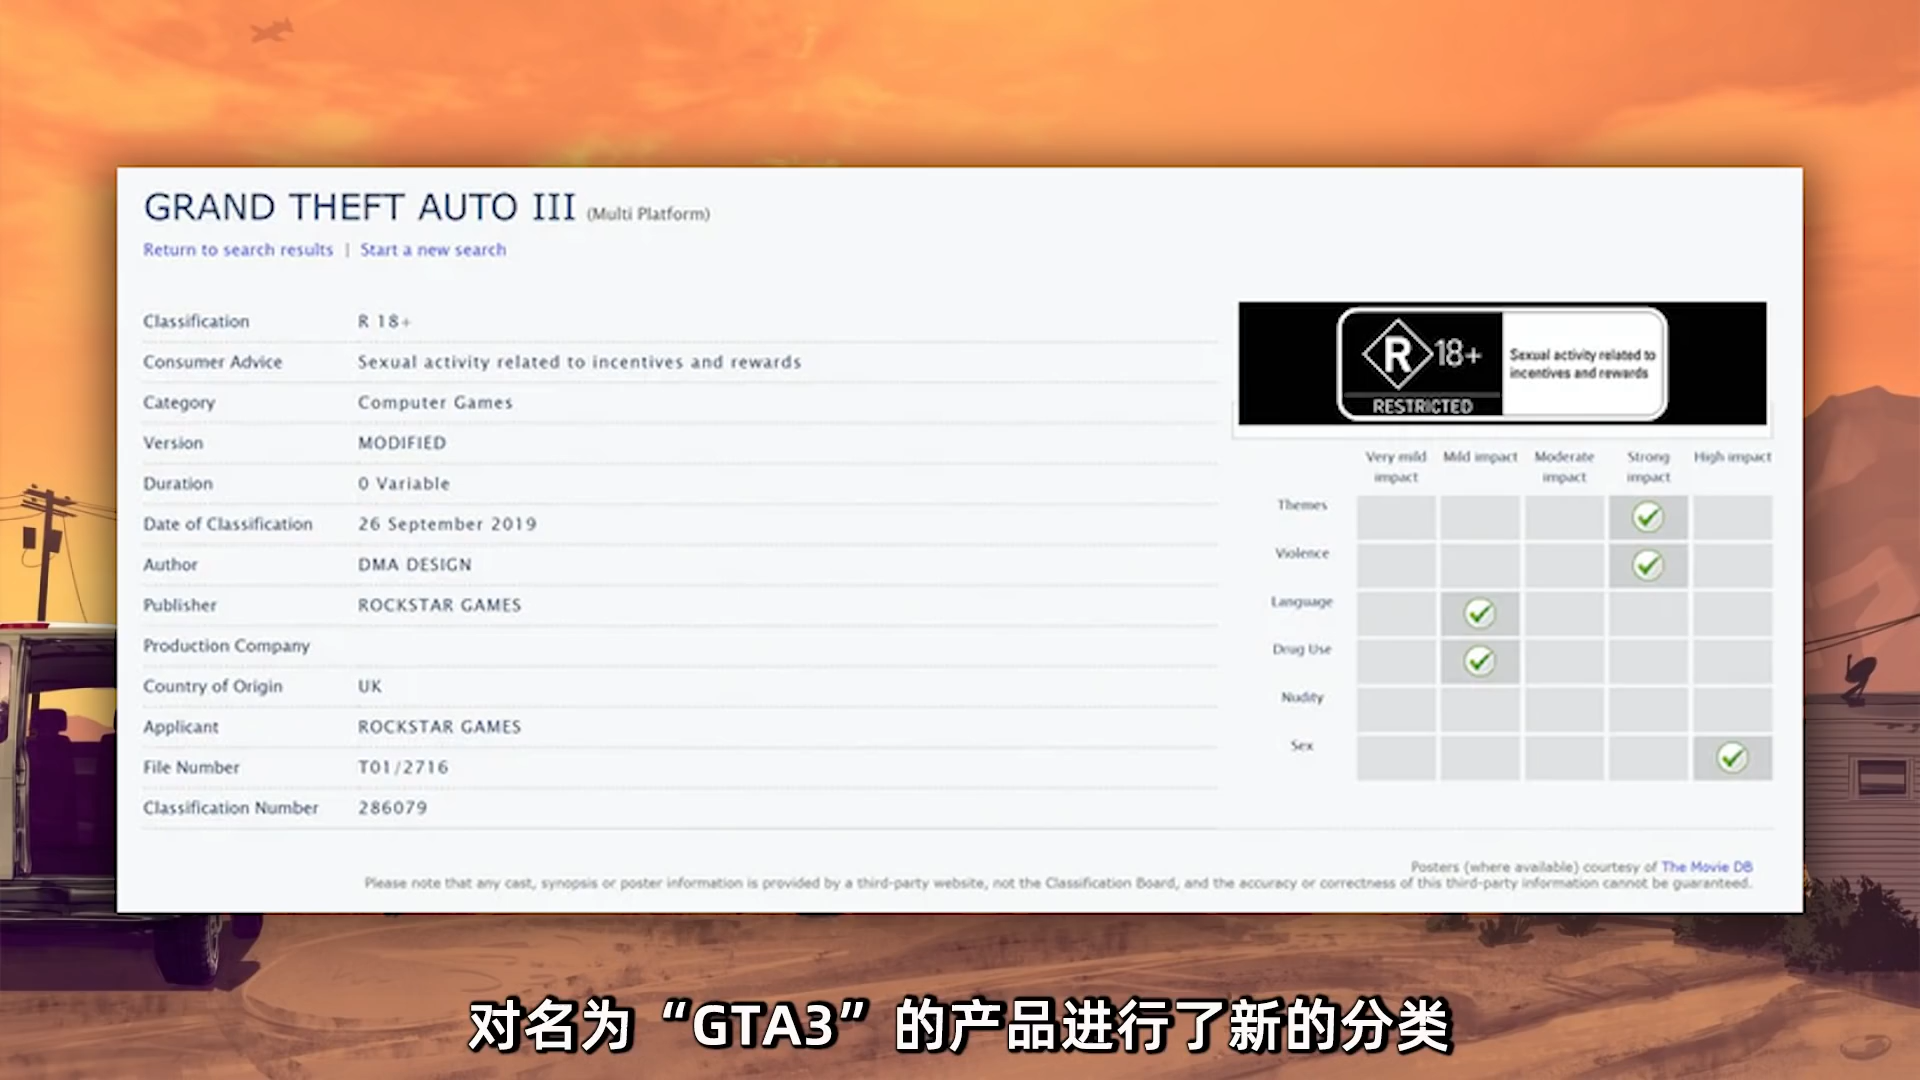 GRAND THEFT AUTO III (Multi Platform)
Return to search results | Start a new search
Classification R 18+
Consumer Advice Sexual activity related to incentives and rewards
Category Computer Games
Version MODIFIED
Duration 0 Variable
Date of Classification 26 September 2019
Author DMA DESIGN
Publisher ROCKSTAR GAMES
Production Company
Country of Origin UK
Applicant ROCKSTAR GAMES
File Number T01/2716
Classification Number 286079
R 18+
RESTRICTED
Sexual activity related to
incentives and rewards
Very mild impact Mild impact Moderate impact Strong impact High impact
Themes
Violence
Language
Drug Use
Nudity
Sex
Posters (where available) courtesy of The Movie DB
Please note that any cast, synopsis or poster information is provided by a third-party website, not the Classification Board, and the accuracy or correctness of this third-party information cannot be guaranteed.
对名为“GTA3”的产品进行了新的分类